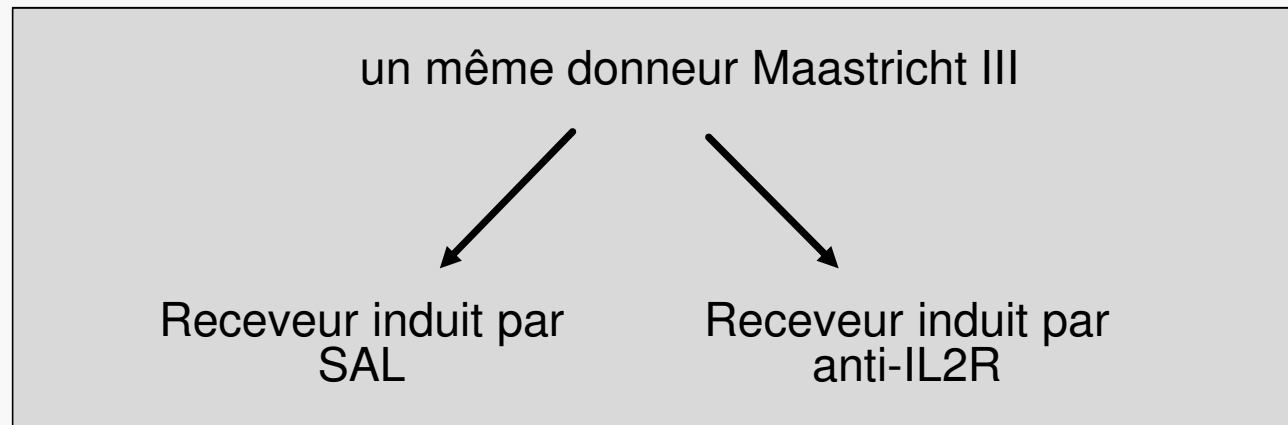 un même donneur Maastricht III
Receveur induit par
SAL
Receveur induit par
anti-IL2R